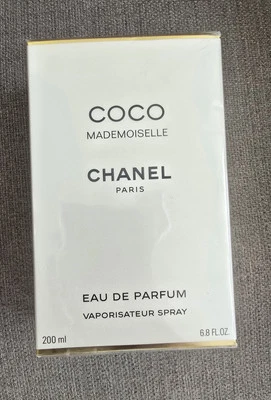 COCO
MADEMOISELLE
CHANEL
PARIS
EAU DE PARFUM
VAPORISATEUR SPRAY
200 ml 6.8 FL.OZ.